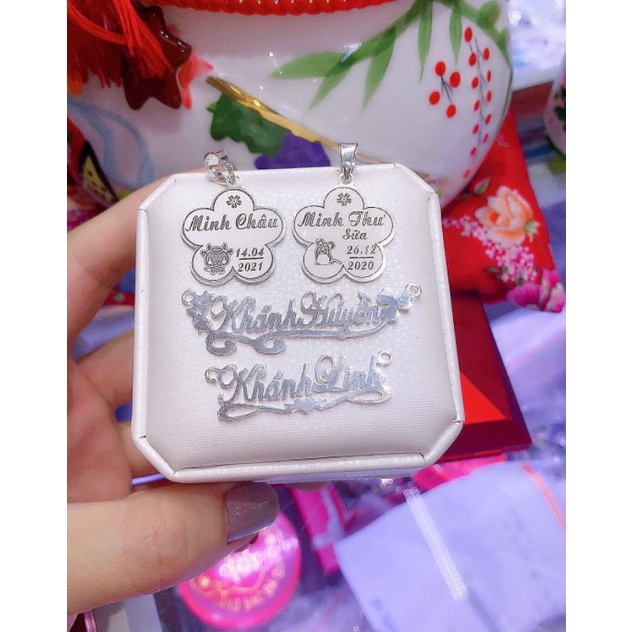 Minh Châu
14.04
2021
Minh Thư
Sữa
26.12
2020
Khánh Huyền
Khánh Linh